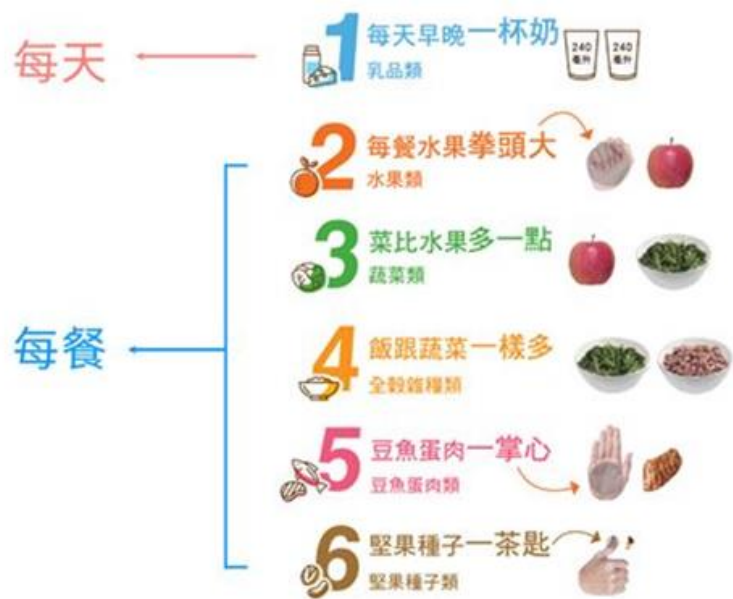 每天
1
每天早晚一杯奶
乳品類
240
毫升
240
毫升
2
每餐水果拳頭大
水果類
3
菜比水果多一點
蔬菜類
每餐
4
飯跟蔬菜一樣多
全穀雜糧類
5
豆魚蛋肉一掌心
豆魚蛋肉類
6
堅果種子一茶匙
堅果種子類